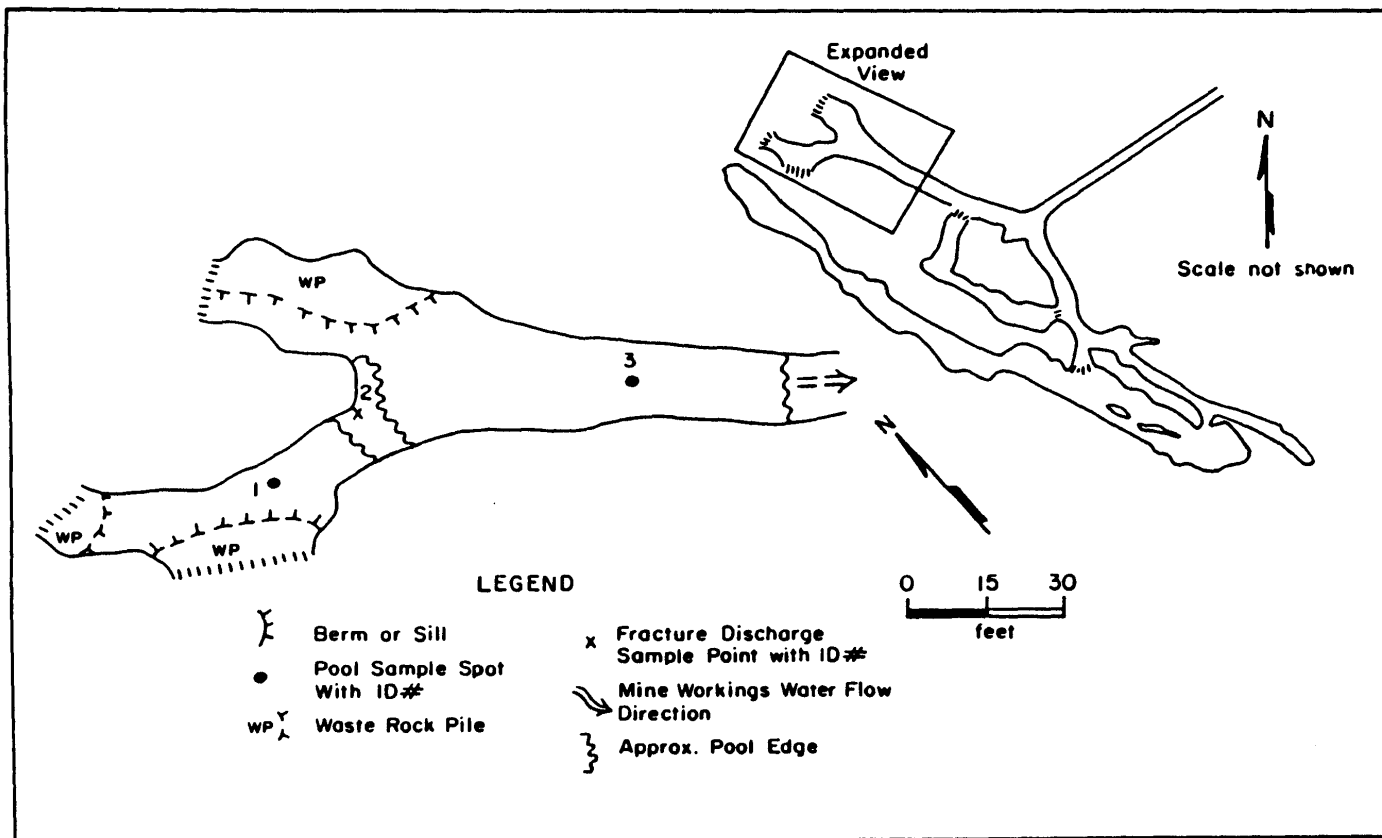 Expanded
View
N
Scale not shown
WP
3
2
1
WP
WP
N
0 15 30
feet
LEGEND
Berm or Sill
Pool Sample Spot
With ID#
WP Waste Rock Pile
x Fracture Discharge
Sample Point with ID#
Mine Workings Water Flow
Direction
Approx. Pool Edge